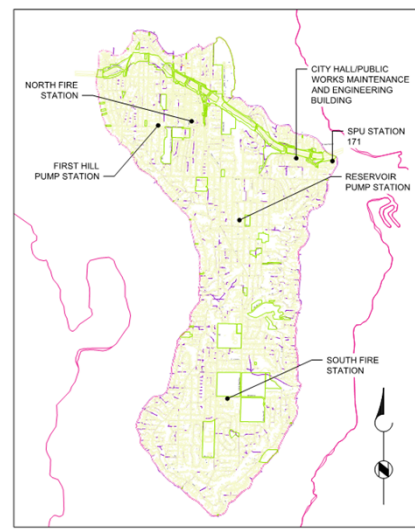 NORTH FIRE
STATION
CITY HALL/PUBLIC
WORKS MAINTENANCE
AND ENGINEERING
BUILDING
SPU STATION
171
FIRST HILL
PUMP STATION
RESERVOIR
PUMP STATION
SOUTH FIRE
STATION